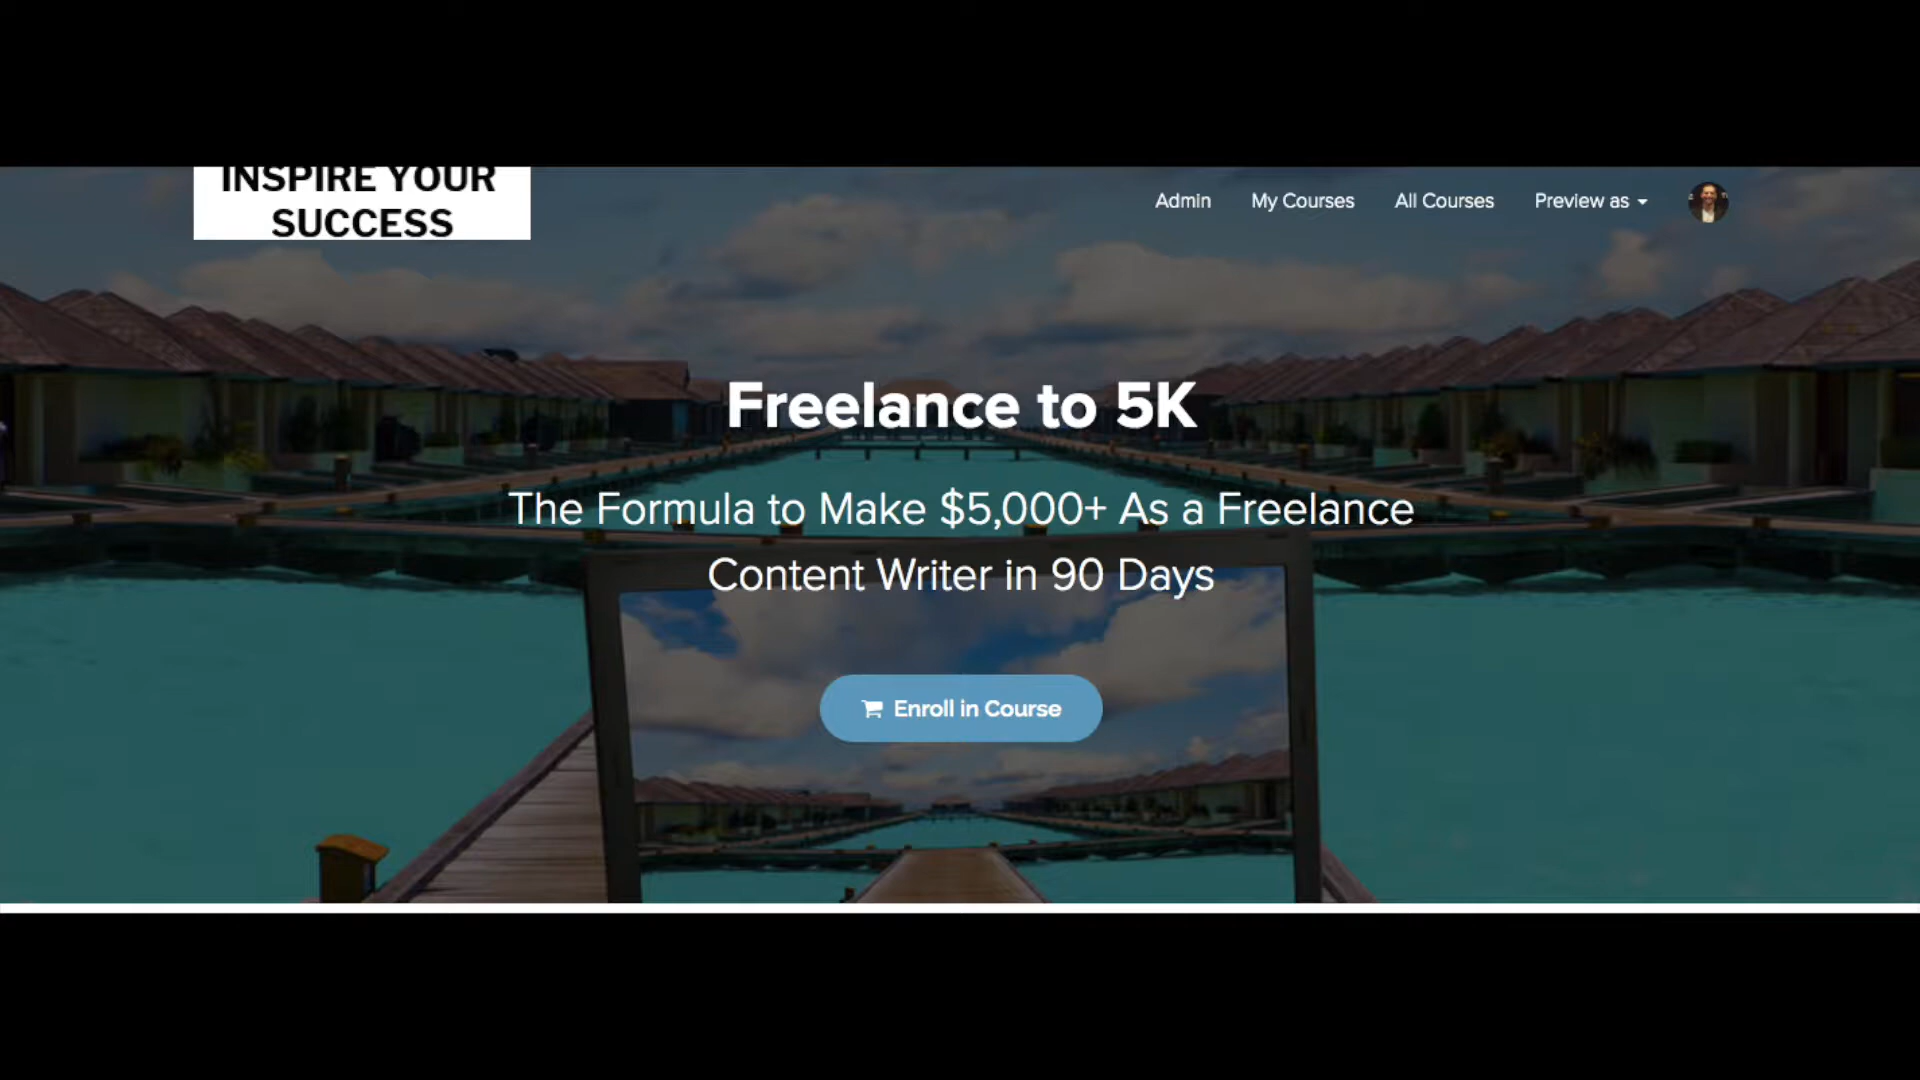 INSPIRE YOUR
SUCCESS
Admin My Courses All Courses Preview as
Freelance to 5K
The Formula to Make $5,000+ As a Freelance
Content Writer in 90 Days
Enroll in Course